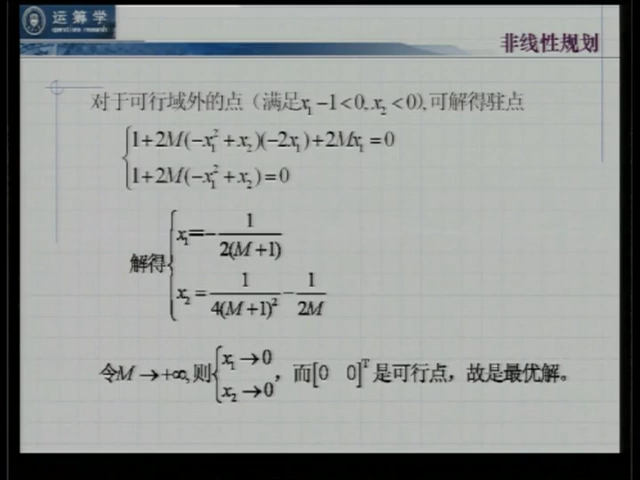 运筹学
operations research
非线性规划
对于可行域外的点（满足x₁-1<0, x₂<0),可解得驻点
1+2M(-x₁²+x₂)(-2x₁)+2Mx₁=0
1+2M(-x₁²+x₂)=0
解得 x₁=-1/(2(M+1))
x₂=1/(4(M+1)²)-1/(2M)
令M→+∞,则 x₁→0 x₂→0，而[0 0]ᵀ是可行点，故是最优解。